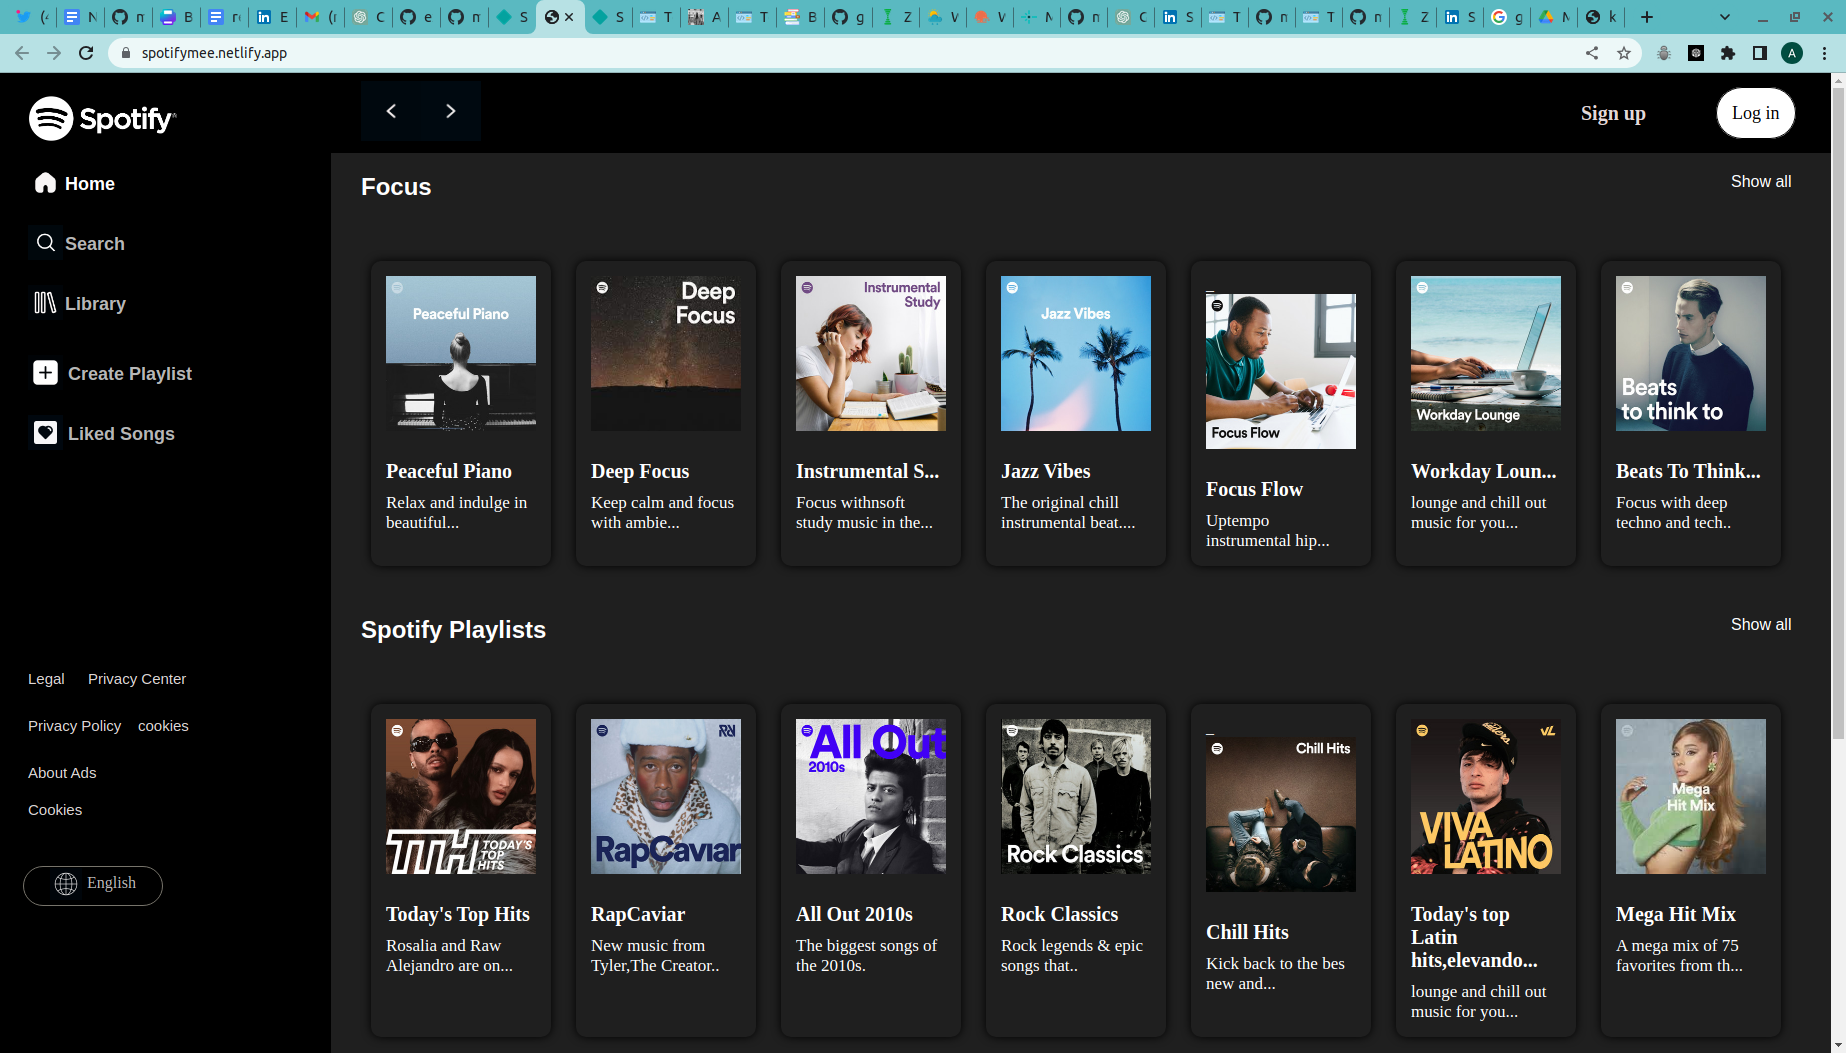 spotifymee.netlify.app
A
Spotify
Sign up
Log in
Home
Search
Library
Create Playlist
Liked Songs
Legal Privacy Center
Privacy Policy cookies
About Ads
Cookies
English
Focus
Show all
Peaceful Piano
Deep
Focus
Instrumental
Study
Jazz Vibes
Focus Flow
Workday Lounge
Beats
to think to
Peaceful Piano
Relax and indulge in
beautiful...
Deep Focus
Keep calm and focus
with ambie...
Instrumental S...
Focus withnsoft
study music in the...
Jazz Vibes
The original chill
instrumental beat....
Focus Flow
Uptempo
instrumental hip...
Workday Loun...
lounge and chill out
music for you...
Beats To Think...
Focus with deep
techno and tech..
Spotify Playlists
Show all
TTH TODAY'S
TOP
HITS
RapCaviar
All Out
2010s
Rock Classics
Chill Hits
VIVA
LATINO
Mega
Hit Mix
Today's Top Hits
Rosalia and Raw
Alejandro are on...
RapCaviar
New music from
Tyler,The Creator..
All Out 2010s
The biggest songs of
the 2010s.
Rock Classics
Rock legends & epic
songs that..
Chill Hits
Kick back to the bes
new and...
Today's top
Latin
hits,elevando...
lounge and chill out
music for you...
Mega Hit Mix
A mega mix of 75
favorites from th...